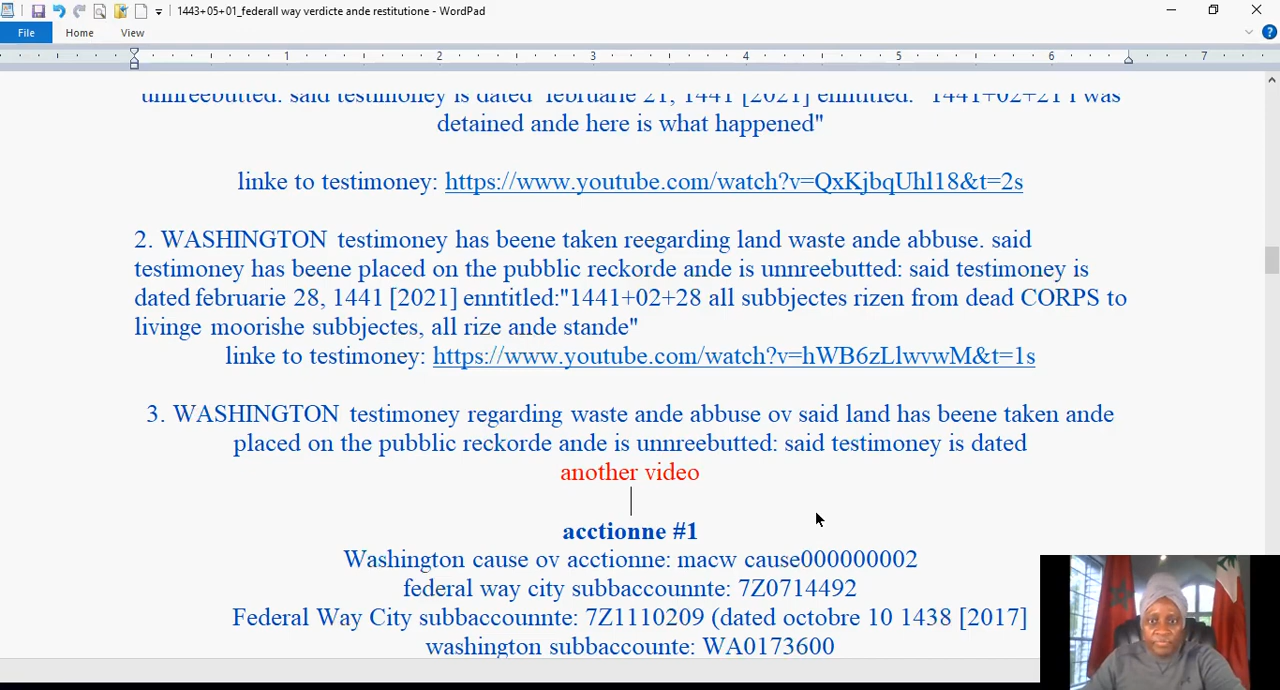 1443+05+01_federall way verdicte ande restitutione - WordPad
File Home View
1 2 3 4 5 6 7
unnreebutted: said testimoney is dated februarie 21, 1441 [2021] enntitled: "1441+02+21 I was
detained ande here is what happened"
linke to testimoney: https://www.youtube.com/watch?v=QxKjbqUhl18&t=2s
2. WASHINGTON testimoney has beene taken reegarding land waste ande abbuse. said
testimoney has beene placed on the pubblic reckorde ande is unnreebutted: said testimoney is
dated februarie 28, 1441 [2021] enntitled:"1441+02+28 all subbjectes rizen from dead CORPS to
livinge moorishe subbjectes, all rize ande stande"
linke to testimoney: https://www.youtube.com/watch?v=hWB6zLlwvwM&t=1s
3. WASHINGTON testimoney regarding waste ande abbuse ov said land has beene taken ande
placed on the pubblic reckorde ande is unnreebutted: said testimoney is dated
another video
acctionne #1
Washington cause ov acctionne: macw cause000000002
federal way city subbaccounnte: 7Z0714492
Federal Way City subbaccounnte: 7Z1110209 (dated octobre 10 1438 [2017]
washington subbaccounte: WA0173600